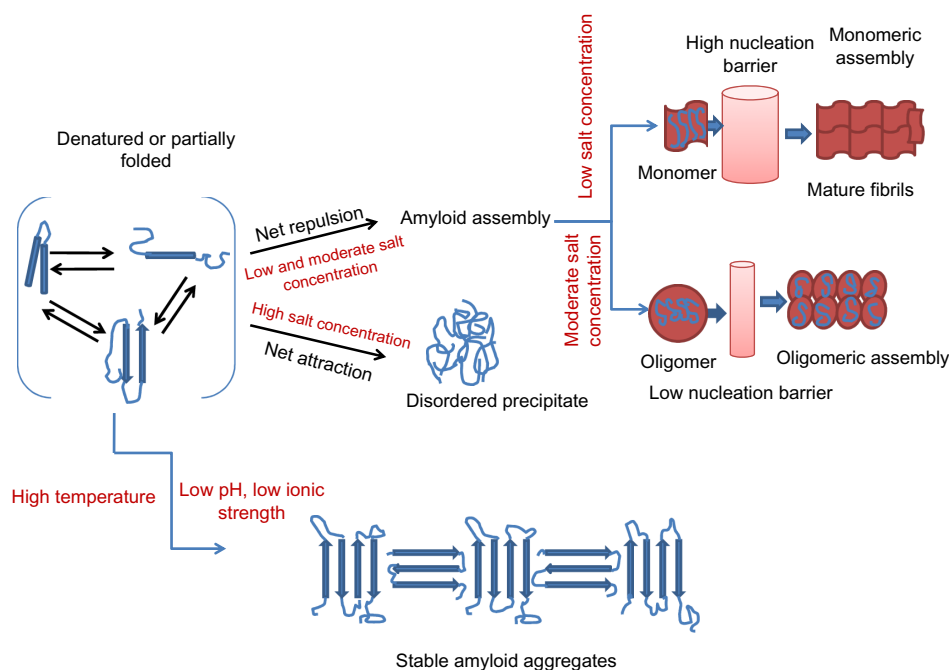 Denatured or partially
folded
Net repulsion
Low and moderate salt
concentration
High salt concentration
Net attraction
Amyloid assembly
Disordered precipitate
Low salt concentration
Moderate salt
concentration
High nucleation
barrier
Monomeric
assembly
Monomer
Mature fibrils
Oligomer
Oligomeric assembly
Low nucleation barrier
High temperature
Low pH, low ionic
strength
Stable amyloid aggregates